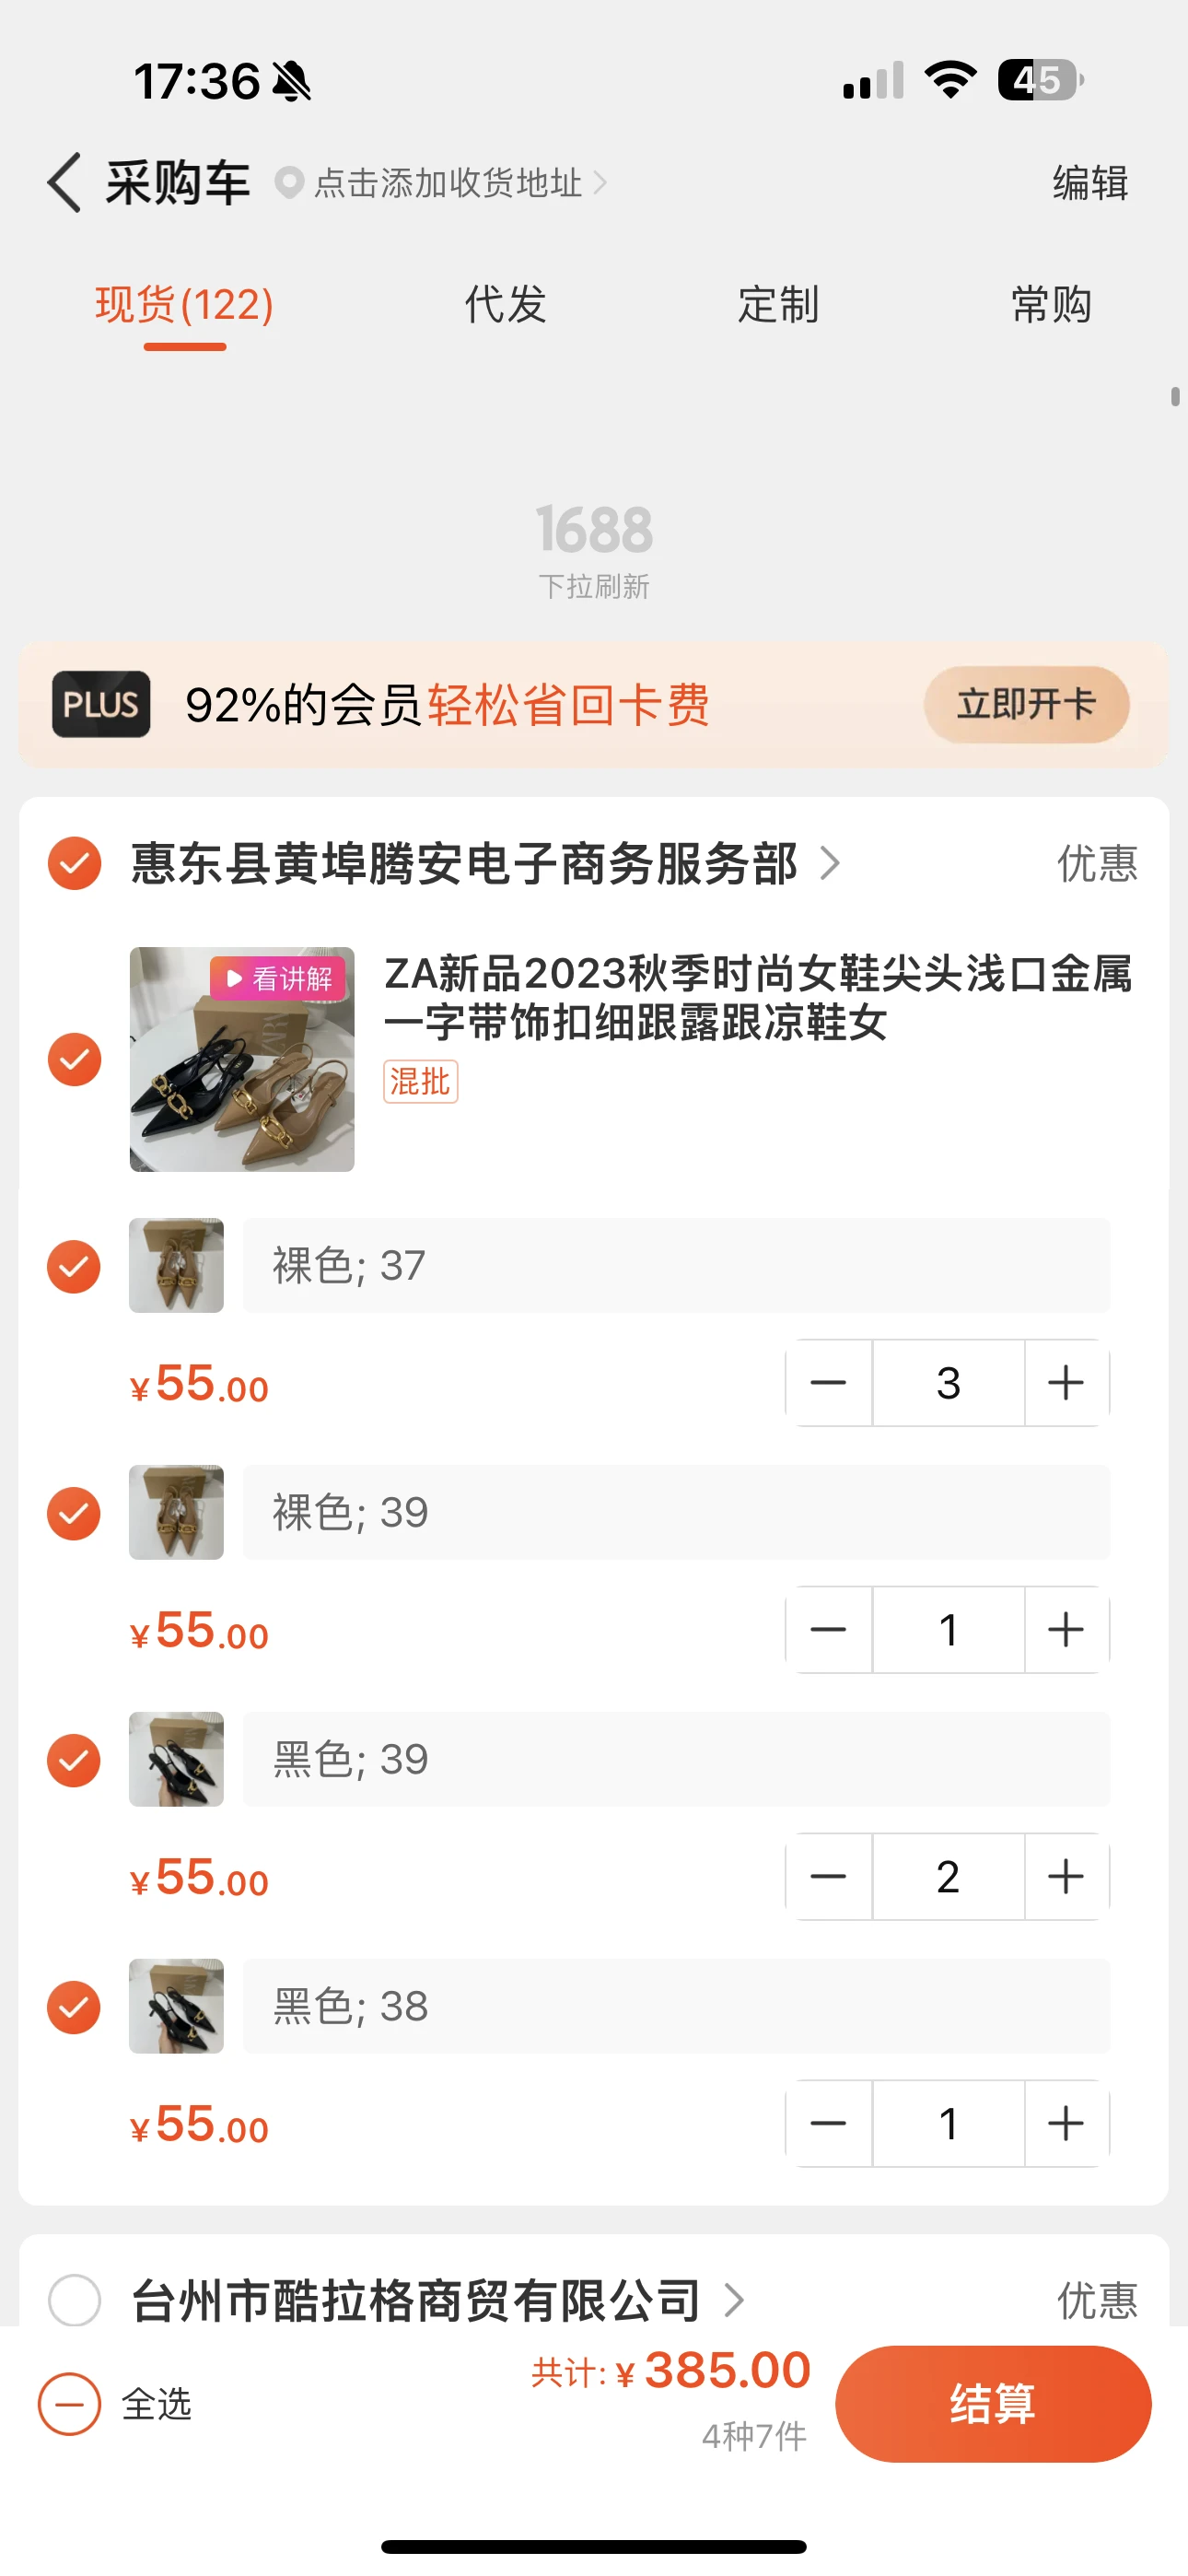 17:36
45
采购车
点击添加收货地址
编辑
现货(122)
代发
定制
常购
1688
下拉刷新
PLUS
92%的会员轻松省回卡费
立即开卡
惠东县黄埠腾安电子商务服务部
优惠
看讲解
ZA新品2023秋季时尚女鞋尖头浅口金属
一字带饰扣细跟露跟凉鞋女
混批
裸色; 37
¥55.00
3
裸色; 39
¥55.00
1
黑色; 39
¥55.00
2
黑色; 38
¥55.00
1
台州市酷拉格商贸有限公司
优惠
全选
共计: ¥385.00
4种7件
结算